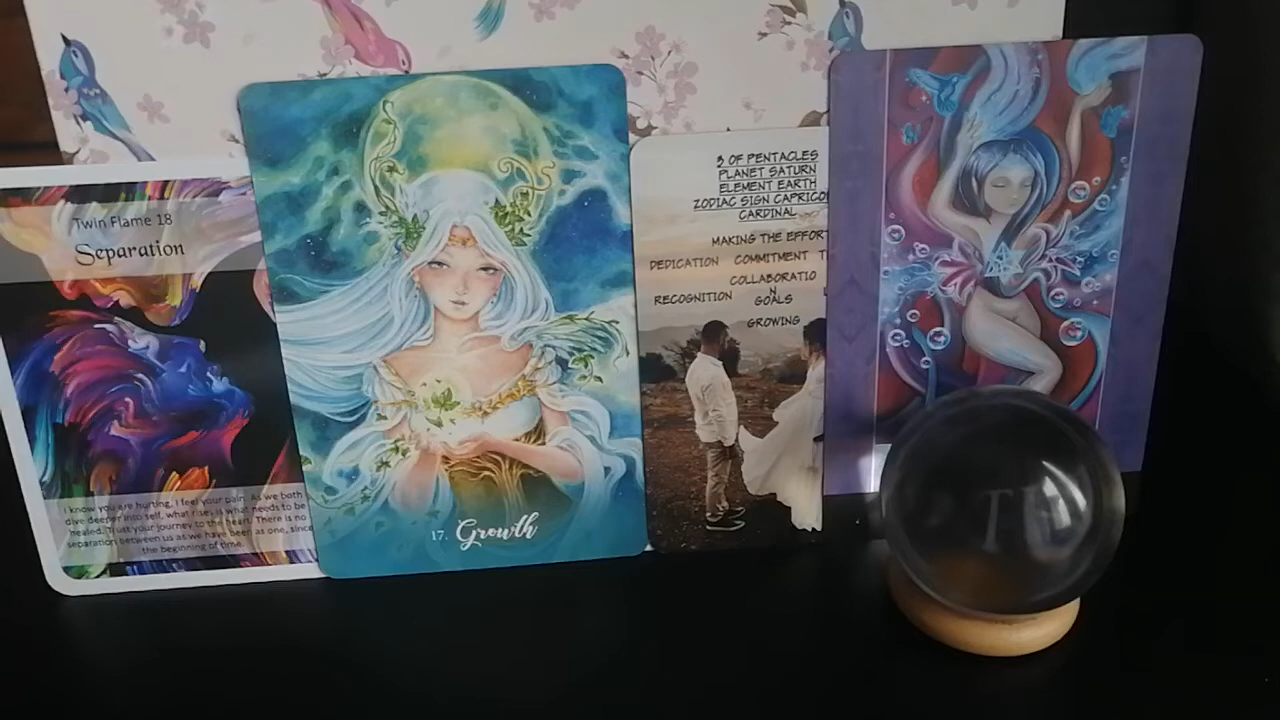 Twin Flame 18
Separation
I know you are hurting, I feel your pain. As we both
dive deeper into self, what rises is what needs to be
healed. Trust your journey to the heart. There is no
separation between us as we have been as one, since
the beginning of time.
17. Growth
3 OF PENTACLES
PLANET SATURN
ELEMENT EARTH
ZODIAC SIGN CAPRICO
CARDINAL
MAKING THE EFFORT
DEDICATION COMMITMENT T
COLLABORATIO
N
RECOGNITION GOALS
GROWING